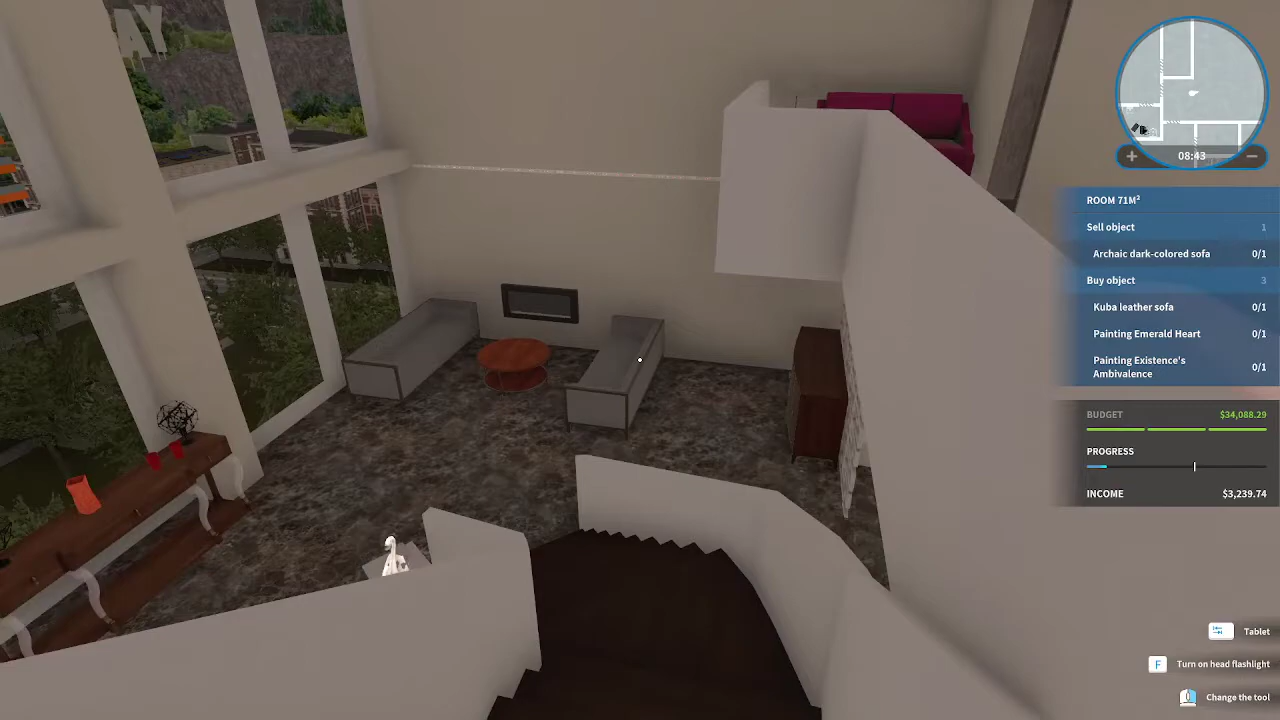 AY
08:43
ROOM 71M²
Sell object 1
Archaic dark-colored sofa 0/1
Buy object 3
Kuba leather sofa 0/1
Painting Emerald Heart 0/1
Painting Existence's
Ambivalence 0/1
BUDGET $34,088.29
PROGRESS
INCOME $3,239.74
Tablet
F Turn on head flashlight
Change the tool